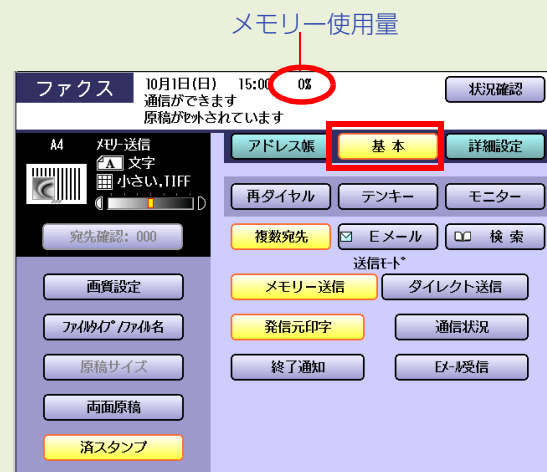 メモリー使用量
ファクス
10月1日(日) 15:00 0%
通信ができます
原稿がｾｯﾄされています
状況確認
A4 ﾒﾓﾘｰ送信
A 文字
小さい,TIFF
D
宛先確認: 000
アドレス帳 基 本 詳細設定
再ダイヤル テンキー モニター
複数宛先 Eメール 検 索
送信ﾓｰﾄﾞ
画質設定 メモリー送信 ダイレクト送信
ﾌｧｲﾙﾀｲﾌﾟ/ﾌｧｲﾙ名 発信元印字 通信状況
原稿サイズ 終了通知 Eﾒｰﾙ受信
両面原稿
済スタンプ